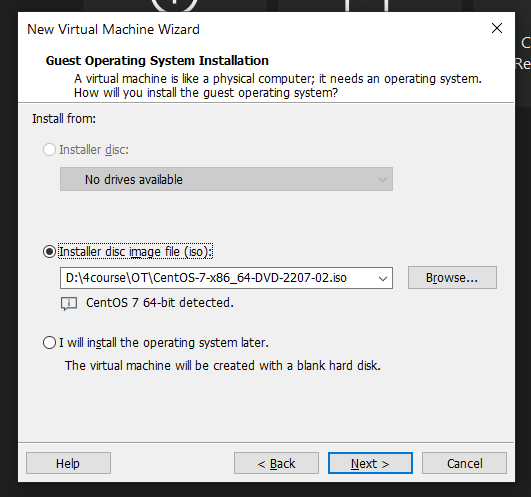 New Virtual Machine Wizard
Guest Operating System Installation
A virtual machine is like a physical computer; it needs an operating system.
How will you install the guest operating system?
C
Re
Install from:
Installer disc:
No drives available
Installer disc image file (iso):
D:\4course\OT\CentOS-7-x86_64-DVD-2207-02.iso
Browse...
CentOS 7 64-bit detected.
I will install the operating system later.
The virtual machine will be created with a blank hard disk.
Help
< Back
Next >
Cancel